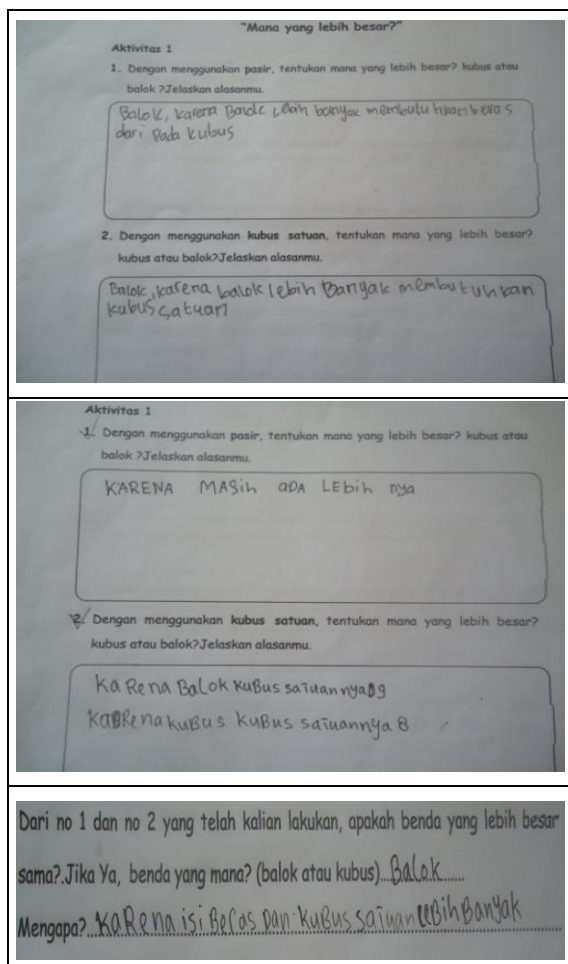 "Mana yang lebih besar?"
Aktivitas 1
1. Dengan menggunakan pasir, tentukan mana yang lebih besar? kubus atau
balok ?Jelaskan alasanmu.
Balok, karena Balok Lebih banyak membutuhkan beras
dari Pada kubus
2. Dengan menggunakan kubus satuan, tentukan mana yang lebih besar?
kubus atau balok?Jelaskan alasanmu.
Balok, karena balok lebih Banyak membutuhkan
kubus satuan
Aktivitas 1
1. Dengan menggunakan pasir, tentukan mana yang lebih besar? kubus atau
balok ?Jelaskan alasanmu.
KARENA MASih aDA LEbih nya
2. Dengan menggunakan kubus satuan, tentukan mana yang lebih besar?
kubus atau balok?Jelaskan alasanmu.
KaRena BaLok KuBus saTuannya 9
KaRena kuBus KuBus saTuannya 8
Dari no 1 dan no 2 yang telah kalian lakukan, apakah benda yang lebih besar
sama?.Jika Ya, benda yang mana? (balok atau kubus)...BaLok......
Mengapa?...KaRena isi BeRas Dan KuBus saTuan LeBih Banyak